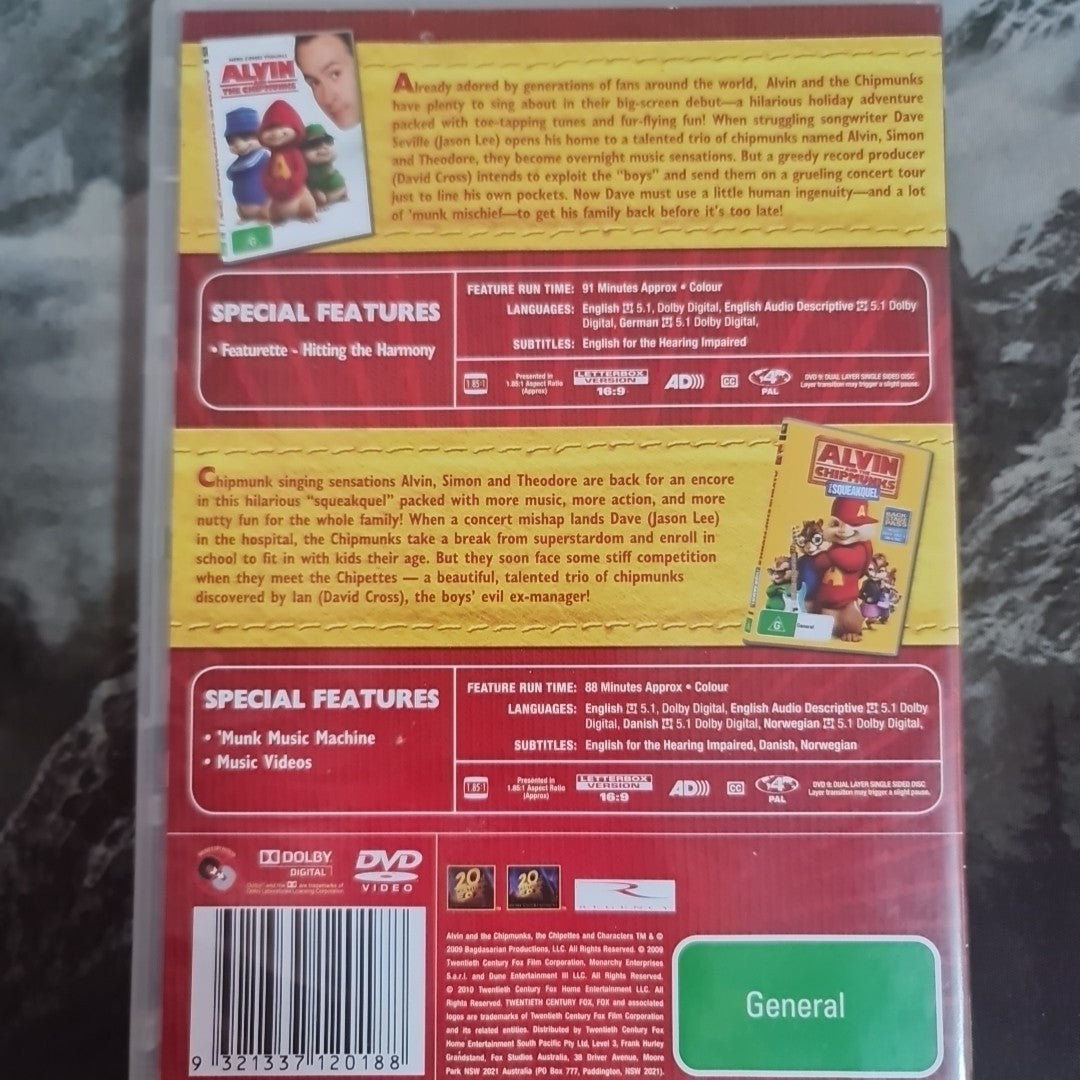 ALVIN
AND THE CHIPMUNKS
G
Already adored by generations of fans around the world, Alvin and the Chipmunks
have plenty to sing about in their big-screen debut—a hilarious holiday adventure
packed with toe-tapping tunes and fur-flying fun! When struggling songwriter Dave
Seville (Jason Lee) opens his home to a talented trio of chipmunks named Alvin, Simon
and Theodore, they become overnight music sensations. But a greedy record producer
(David Cross) intends to exploit the "boys" and send them on a grueling concert tour
just to line his own pockets. Now Dave must use a little human ingenuity—and a lot
of 'munk mischief—to get his family back before it's too late!
SPECIAL FEATURES
• Featurette - Hitting the Harmony
FEATURE RUN TIME: 91 Minutes Approx • Colour
LANGUAGES: English 5.1, Dolby Digital, English Audio Descriptive 5.1 Dolby
Digital, German 5.1 Dolby Digital,
SUBTITLES: English for the Hearing Impaired
1.85:1
Presented in
1.85:1 Aspect Ratio
(Approx)
LETTERBOX
VERSION
16:9
AD)))
CC
4
PAL
DVD 9: DUAL LAYER SINGLE SIDED DISC
Layer transition may trigger a slight pause.
Chipmunk singing sensations Alvin, Simon and Theodore are back for an encore
in this hilarious "squeakquel" packed with more music, more action, and more
nutty fun for the whole family! When a concert mishap lands Dave (Jason Lee)
in the hospital, the Chipmunks take a break from superstardom and enroll in
school to fit in with kids their age. But they soon face some stiff competition
when they meet the Chipettes — a beautiful, talented trio of chipmunks
discovered by Ian (David Cross), the boys' evil ex-manager!
ALVIN
AND THE
CHIPMUNKS
THE SQUEAKQUEL
BACK
STAGE
PASS
A
G
General
SPECIAL FEATURES
• 'Munk Music Machine
• Music Videos
FEATURE RUN TIME: 88 Minutes Approx • Colour
LANGUAGES: English 5.1, Dolby Digital, English Audio Descriptive 5.1 Dolby
Digital, Danish 5.1 Dolby Digital, Norwegian 5.1 Dolby Digital,
SUBTITLES: English for the Hearing Impaired, Danish, Norwegian
1.85:1
Presented in
1.85:1 Aspect Ratio
(Approx)
LETTERBOX
VERSION
16:9
AD)))
CC
4
PAL
DVD 9: DUAL LAYER SINGLE SIDED DISC
Layer transition may trigger a slight pause.
DOLBY
DIGITAL
Dolby and the are trademarks of
Dolby Laboratories Licensing Corporation.
DVD
VIDEO
20
20
R
REGENCY
9 321337 120188
Alvin and the Chipmunks, the Chipettes and Characters TM & ©
2009 Bagdasarian Productions, LLC. All Rights Reserved. © 2009
Twentieth Century Fox Film Corporation, Monarchy Enterprises
S.a.r.l. and Dune Entertainment III LLC. All Rights Reserved.
© 2010 Twentieth Century Fox Home Entertainment LLC. All
Rights Reserved. TWENTIETH CENTURY FOX, FOX and associated
logos are trademarks of Twentieth Century Fox Film Corporation
and its related entities. Distributed by Twentieth Century Fox
Home Entertainment South Pacific Pty Ltd, Level 3, Frank Hurley
Grandstand, Fox Studios Australia, 38 Driver Avenue, Moore
Park NSW 2021 Australia (PO Box 777, Paddington, NSW 2021).
General